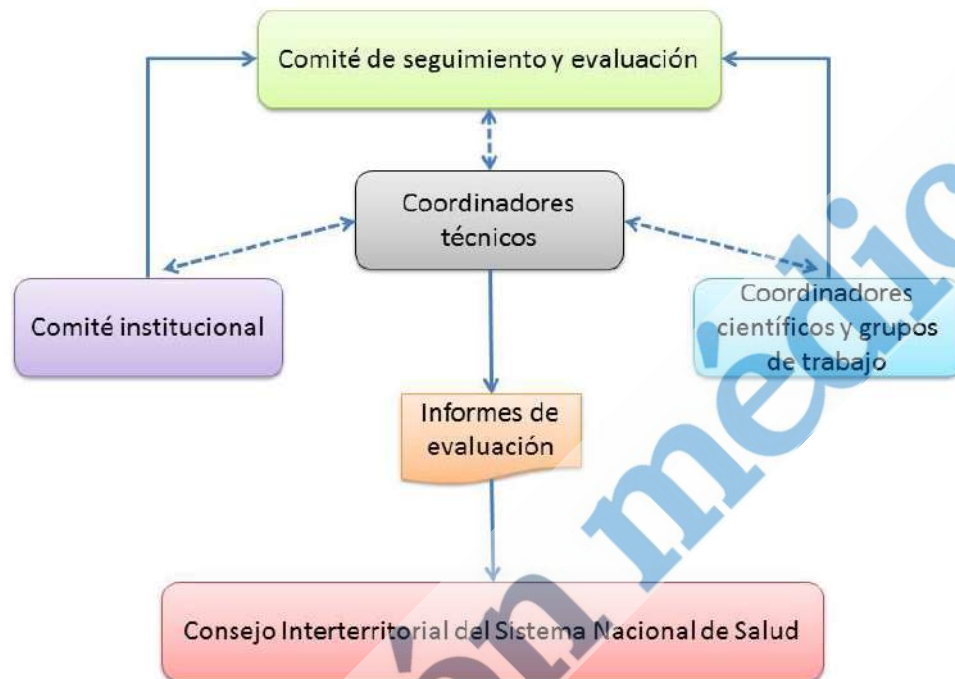 Comité de seguimiento y evaluación
Coordinadores
técnicos
Comité institucional
Coordinadores
científicos y grupos
de trabajo
Informes de
evaluación
Consejo Interterritorial del Sistema Nacional de Salud